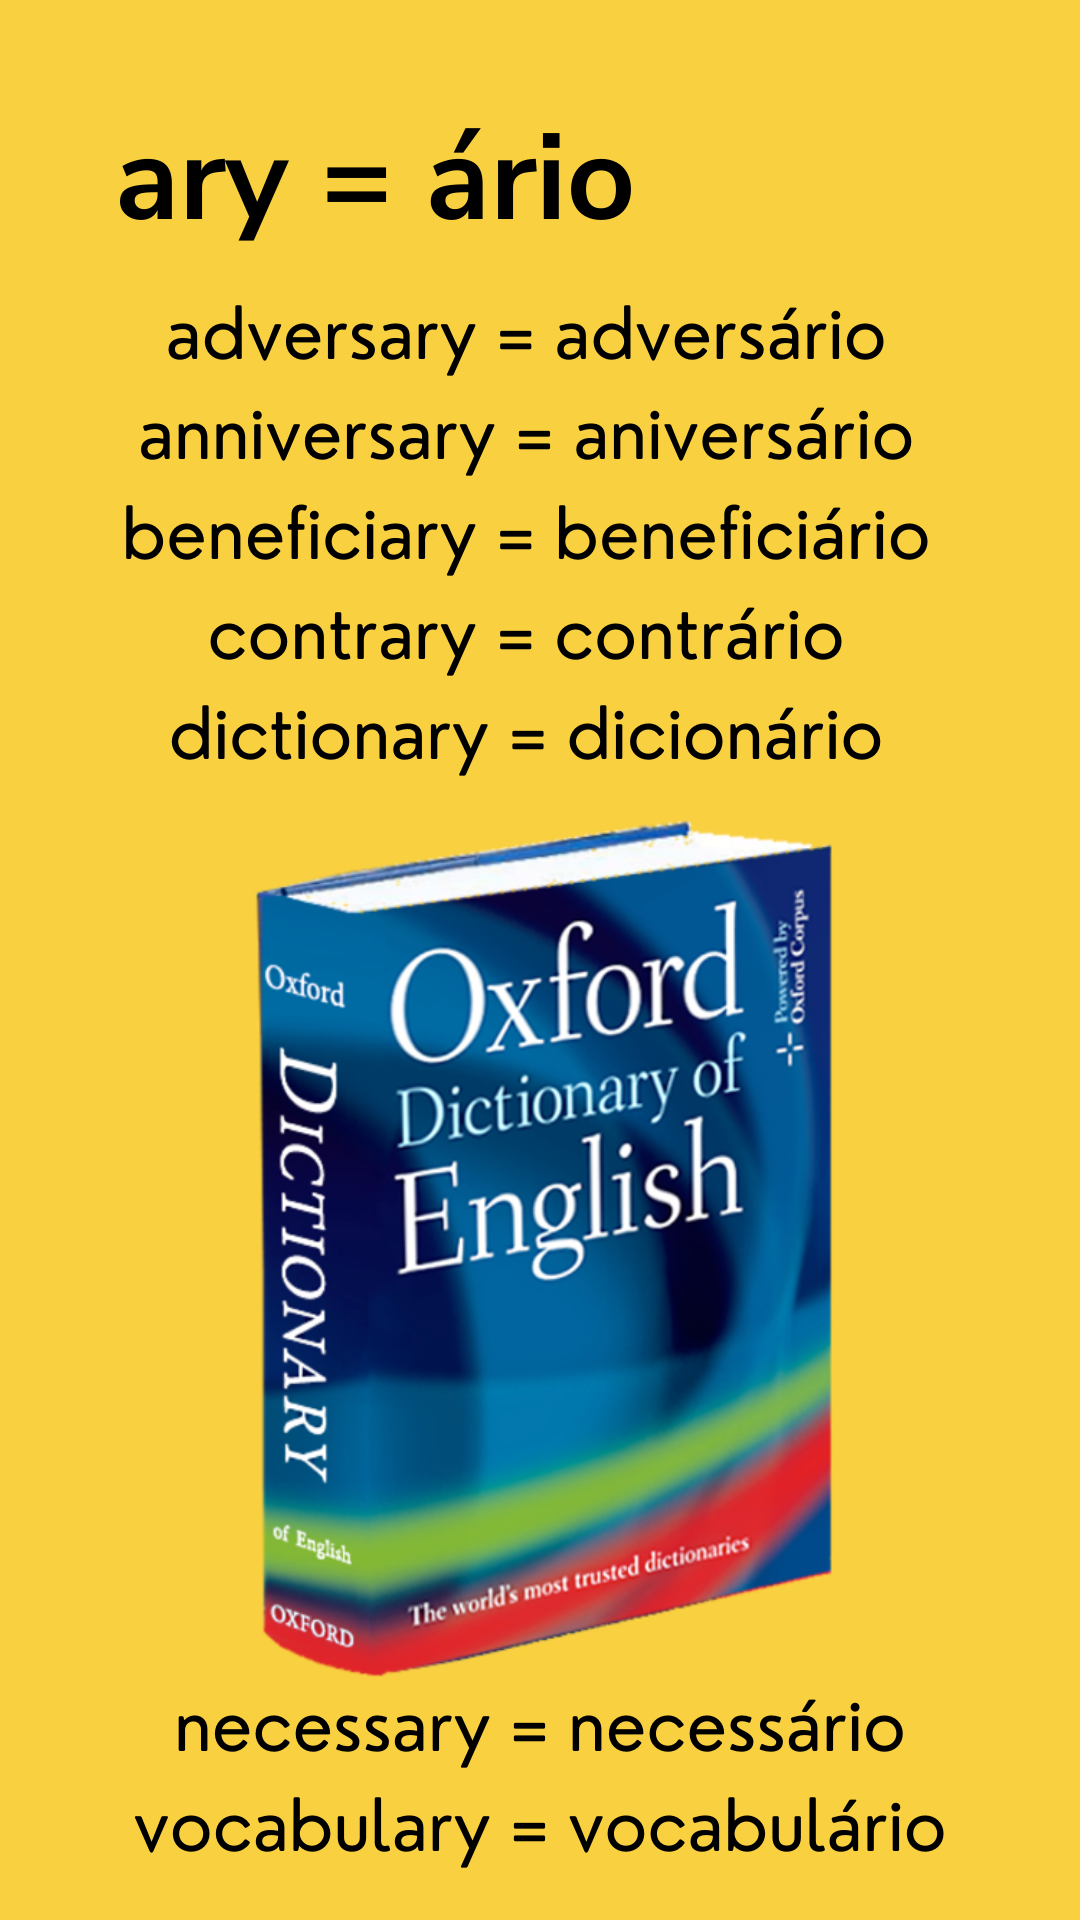 ary = ário
adversary = adversário
anniversary = aniversário
beneficiary = beneficiário
contrary = contrário
dictionary = dicionário
Oxford
DICTIONARY
of English
OXFORD
Oxford
Dictionary of
English
Powered by
Oxford Corpus
The world's most trusted dictionaries
necessary = necessário
vocabulary = vocabulário